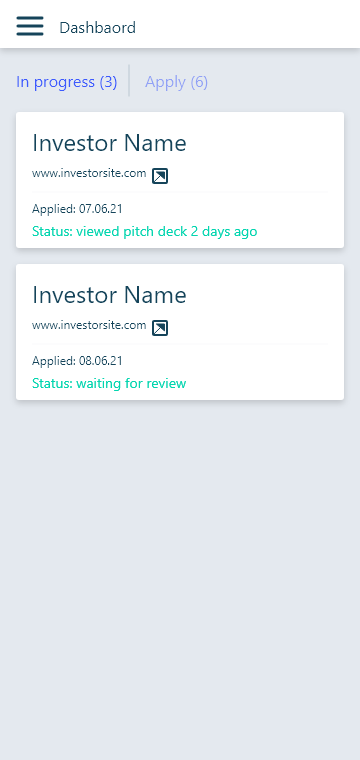 Dashbaord
In progress (3)
Apply (6)
Investor Name
www.investorsite.com
Applied: 07.06.21
Status: viewed pitch deck 2 days ago
Investor Name
www.investorsite.com
Applied: 08.06.21
Status: waiting for review